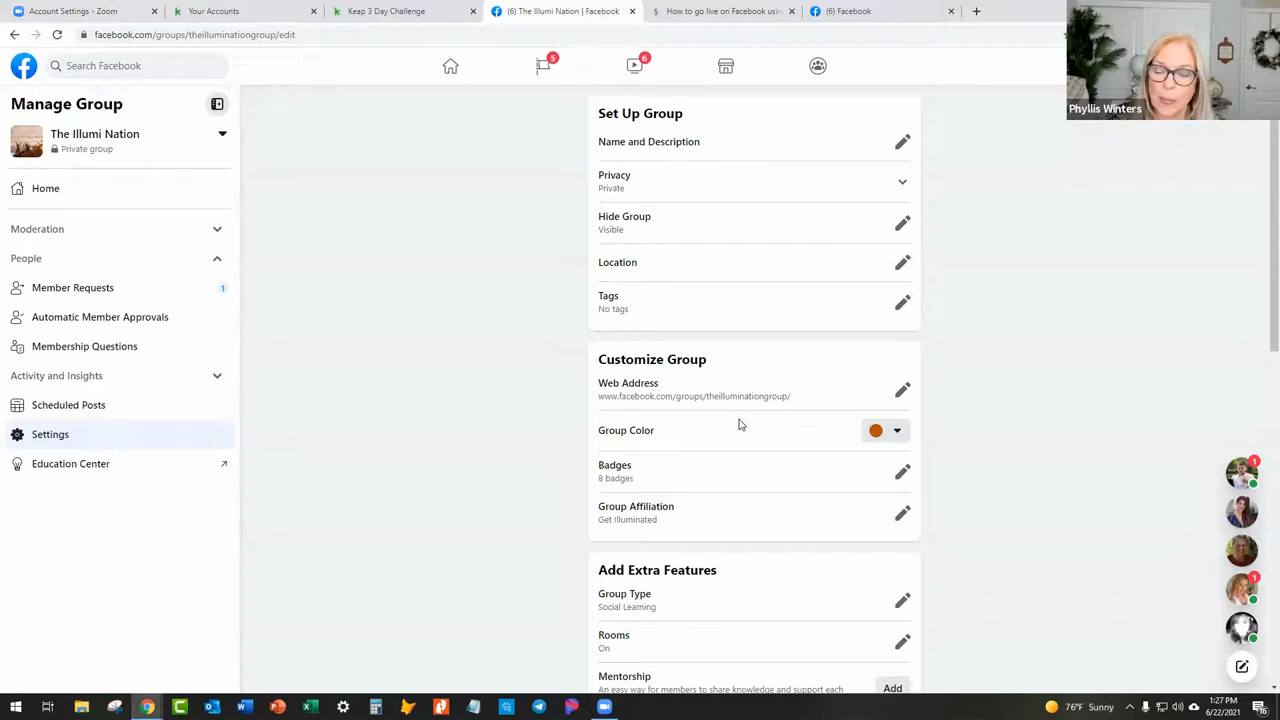 Account Settings - Zoom
Your Accounts
Keap 3 Day Challenge
(6) The Illumi Nation | Facebook
How to go live on Facebook usin
(6) Facebook
facebook.com/groups/theilluminationgroup/edit
Search Facebook
5
6
Phyllis Winters
Manage Group
The Illumi Nation
Private group
Home
Moderation
People
Member Requests
1
Automatic Member Approvals
Membership Questions
Activity and Insights
Scheduled Posts
Settings
Education Center
Set Up Group
Name and Description
Privacy
Private
Hide Group
Visible
Location
Tags
No tags
Customize Group
Web Address
www.facebook.com/groups/theilluminationgroup/
Group Color
Badges
8 badges
Group Affiliation
Get Illuminated
Add Extra Features
Group Type
Social Learning
Rooms
On
Mentorship
An easy way for members to share knowledge and support each
Add
1
1
76°F Sunny
1:27 PM
6/22/2021